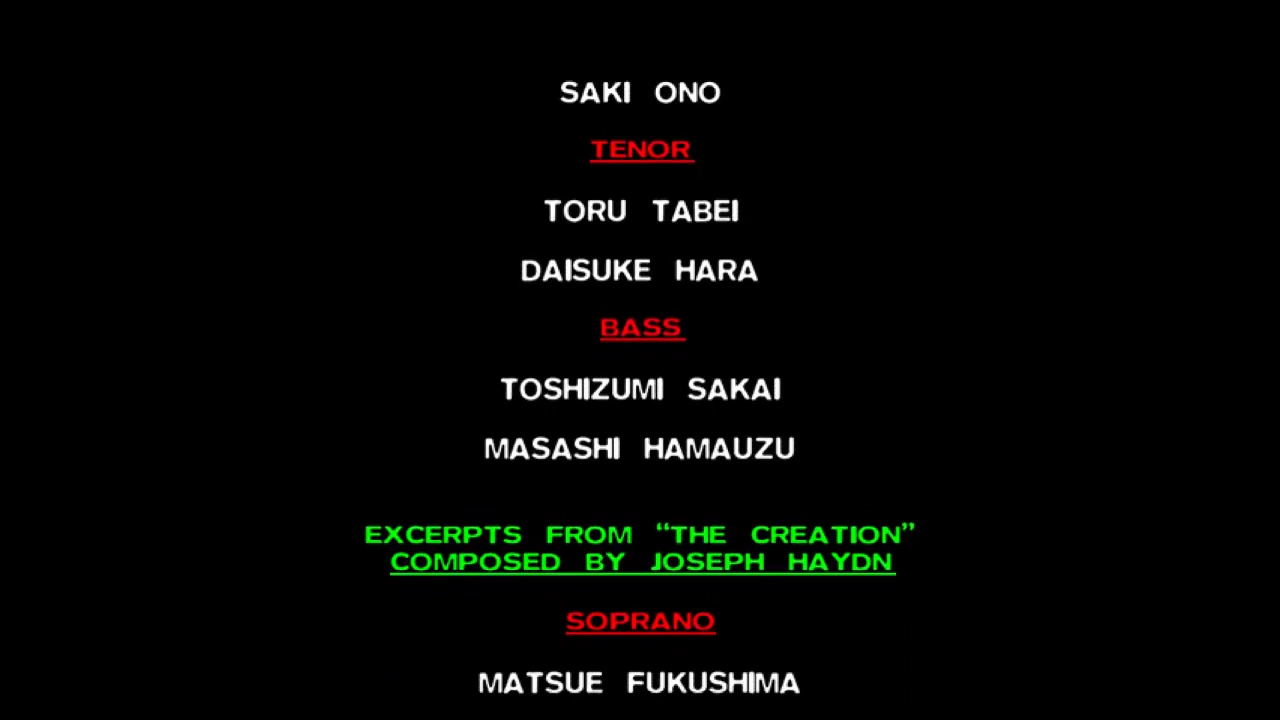 SAKI ONO
TENOR
TORU TABEI
DAISUKE HARA
BASS
TOSHIZUMI SAKAI
MASASHI HAMAUZU
EXCERPTS FROM “THE CREATION”
COMPOSED BY JOSEPH HAYDN
SOPRANO
MATSUE FUKUSHIMA